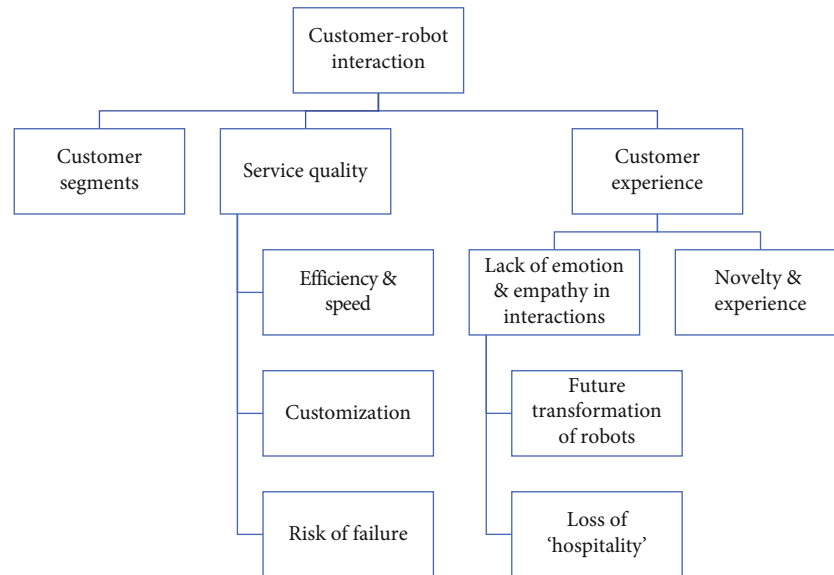 Customer-robot
interaction
Customer
segments
Service quality
Customer
experience
Efficiency &
speed
Customization
Risk of failure
Lack of emotion
& empathy in
interactions
Novelty &
experience
Future
transformation
of robots
Loss of
‘hospitality’